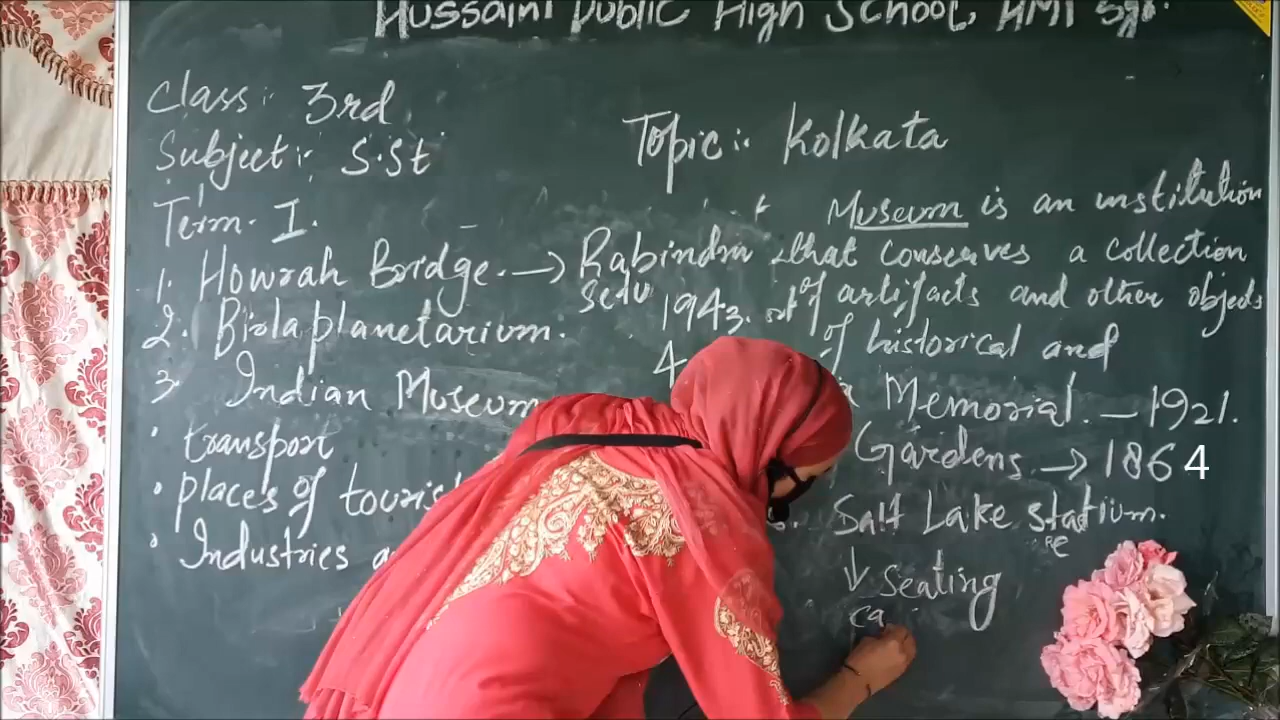 Hussaini Public High School, HMT Sgr.
Class: 3rd
Subject: S.St
Term. I.
Topic: Kolkata
Museum is an institution
that conserves a collection
of artifacts and other objects
of historical and
1. Howrah Bridge. → Rabindra
Setu
1943.
2. Birla planetarium.
3. Indian Museum
4
Memorial. – 1921.
Gardens → 1864
Salt Lake stadium.
↓ Seating
ca
• transport
• places of touris
• Industries a